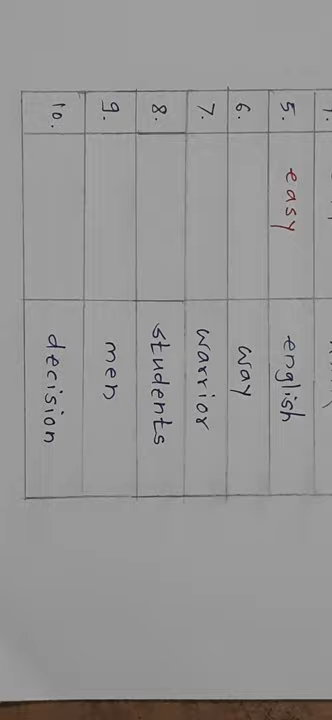 5. easy english
6. way
7. warrior
8. students
9. men
10. decision